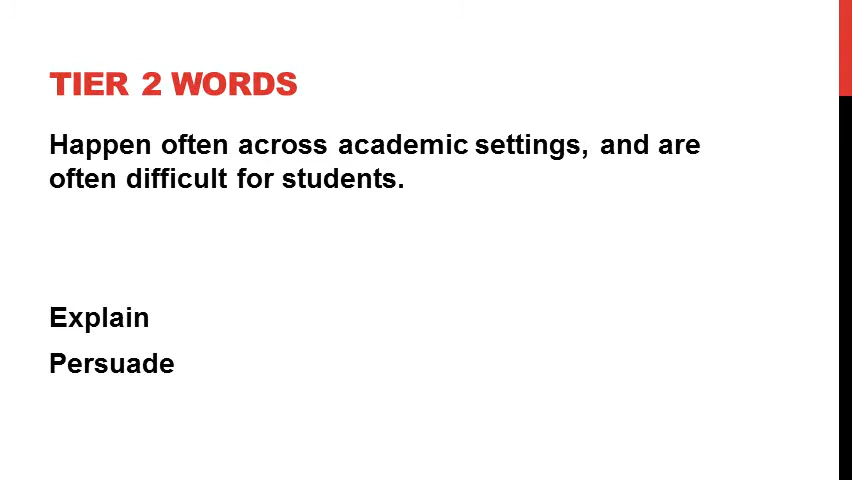 TIER 2 WORDS
Happen often across academic settings, and are
often difficult for students.
Explain
Persuade